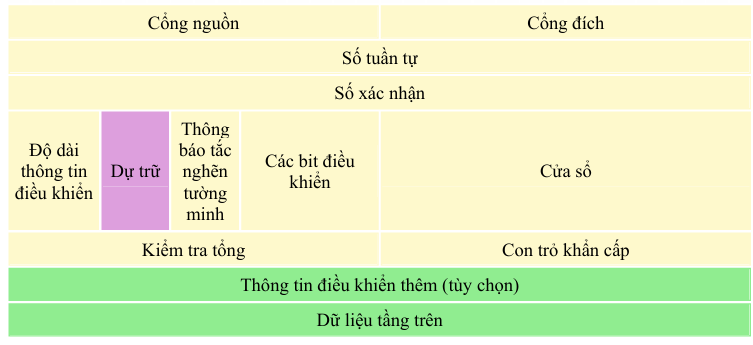 Cổng nguồn
Cổng đích
Số tuần tự
Số xác nhận
Độ dài
thông tin
điều khiển
Dự trữ
Thông
báo tắc
nghẽn
tường
minh
Các bit điều
khiển
Cửa sổ
Kiểm tra tổng
Con trỏ khẩn cấp
Thông tin điều khiển thêm (tùy chọn)
Dữ liệu tầng trên